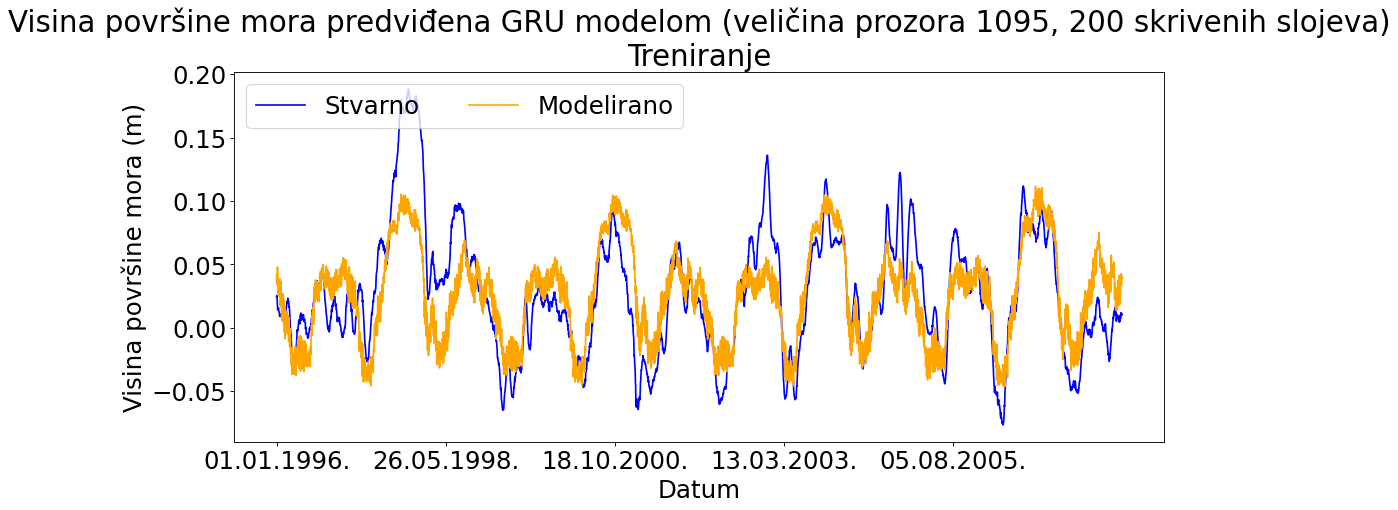 Visina površine mora predviđena GRU modelom (veličina prozora 1095, 200 skrivenih slojeva)
Treniranje
Stvarno
Modelirano
Visina površine mora (m)
0.20
0.15
0.10
0.05
0.00
−0.05
01.01.1996.
26.05.1998.
18.10.2000.
13.03.2003.
05.08.2005.
Datum